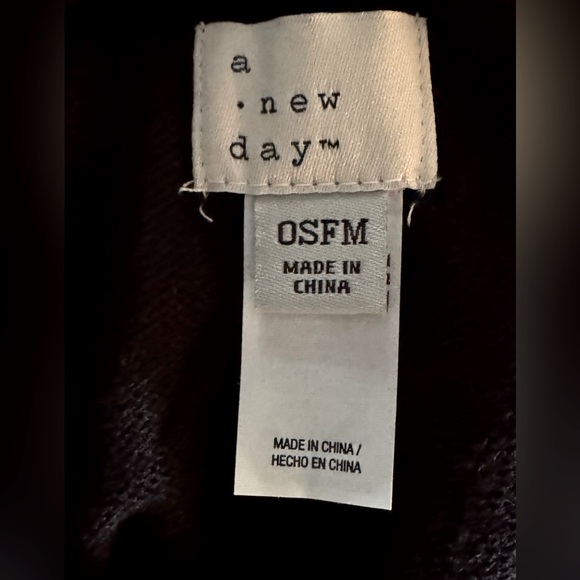 a
·new
day™
OSFM
MADE IN
CHINA
MADE IN CHINA /
HECHO EN CHINA